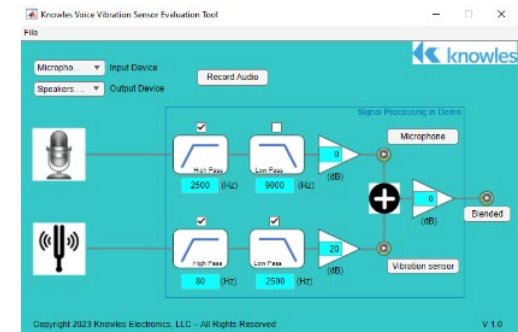 Knowles Voice Vibration Sensor Evaluation Tool
File
knowles
Micropho... Input Device
Speakers ... Output Device
Record Audio
Signal Processing in Demo
Microphone
High Pass
Low Pass
0
2500 (Hz)
9000 (Hz)
(dB)
0
(dB)
Blended
High Pass
Low Pass
20
80 (Hz)
2500 (Hz)
(dB)
Vibration sensor
Copyright 2023 Knowles Electronics, LLC – All Rights Reserved
V 1.0